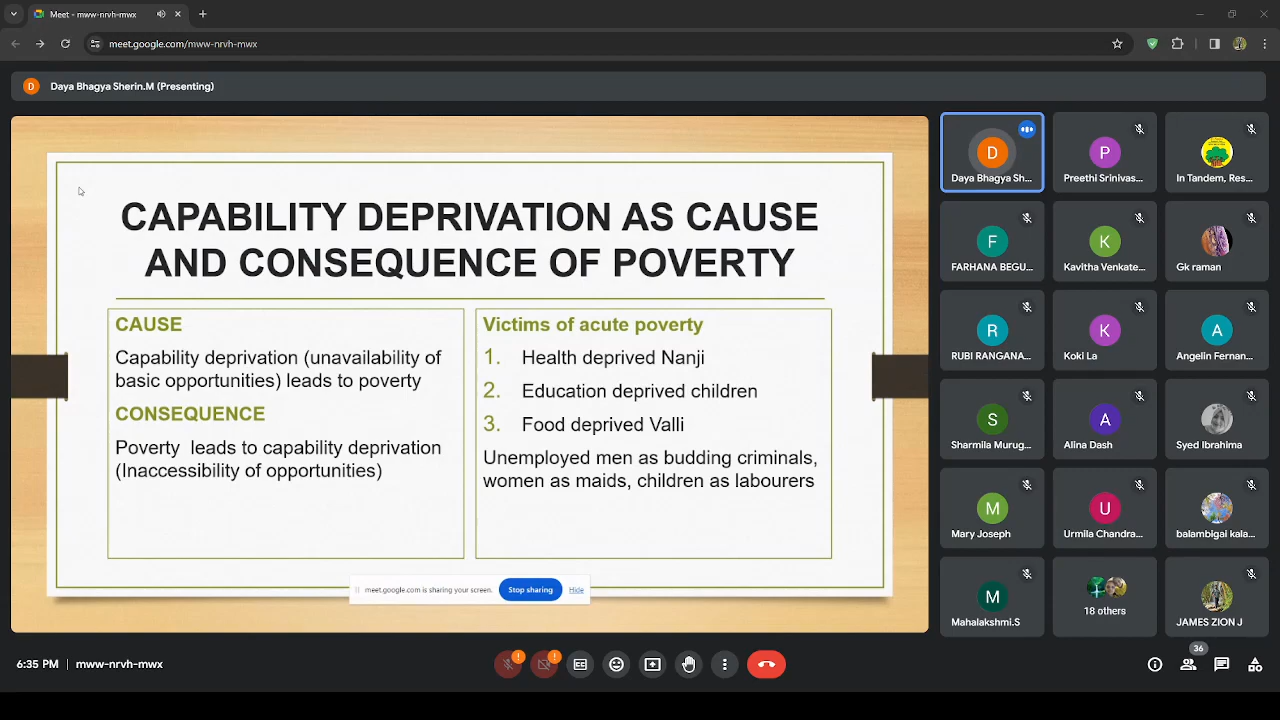 Meet - mww-nrvh-mwx
meet.google.com/mww-nrvh-mwx
D
Daya Bhagya Sherin.M (Presenting)
CAPABILITY DEPRIVATION AS CAUSE
AND CONSEQUENCE OF POVERTY
CAUSE
Capability deprivation (unavailability of
basic opportunities) leads to poverty
CONSEQUENCE
Poverty leads to capability deprivation
(Inaccessibility of opportunities)
Victims of acute poverty
1. Health deprived Nanji
2. Education deprived children
3. Food deprived Valli
Unemployed men as budding criminals,
women as maids, children as labourers
meet.google.com is sharing your screen.
Stop sharing
Hide
D
Daya Bhagya Sh...
P
Preethi Srinivas...
In Tandem, Res...
F
FARHANA BEGU...
K
Kavitha Venkate...
Gk raman
R
RUBI RANGANA...
K
Koki La
A
Angelin Fernan...
S
Sharmila Murug...
A
Alina Dash
Syed Ibrahima
M
Mary Joseph
U
Urmila Chandra...
balambigai kala...
M
Mahalakshmi.S
18 others
JAMES ZION J
6:35 PM | mww-nrvh-mwx
36